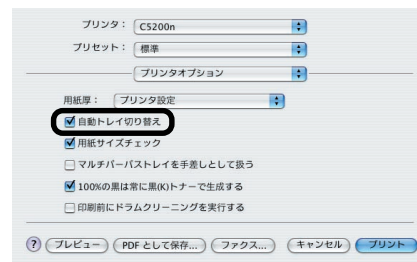 プリンタ： C5200n
プリセット： 標準
プリンタオプション
用紙厚： プリンタ設定
自動トレイ切り替え
用紙サイズチェック
マルチパーパストレイを手差しとして扱う
100%の黒は常に黒(K)トナーで生成する
印刷前にドラムクリーニングを実行する
? プレビュー PDF として保存... ファクス... キャンセル プリント